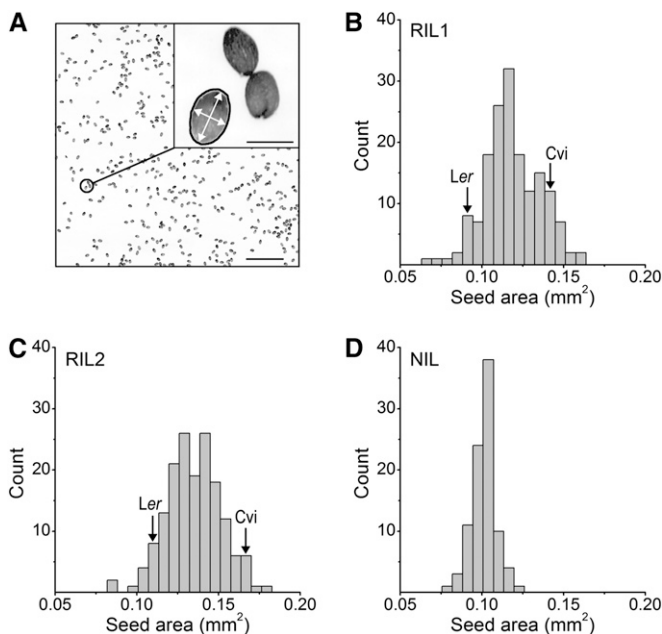 A
B RIL1
Count
40
30
20
10
Ler
Cvi
0.05 0.10 0.15 0.20
Seed area (mm²)
C RIL2
Count
40
30
20
10
Ler
Cvi
0.05 0.10 0.15 0.20
Seed area (mm²)
D NIL
Count
40
30
20
10
0.05 0.10 0.15 0.20
Seed area (mm²)